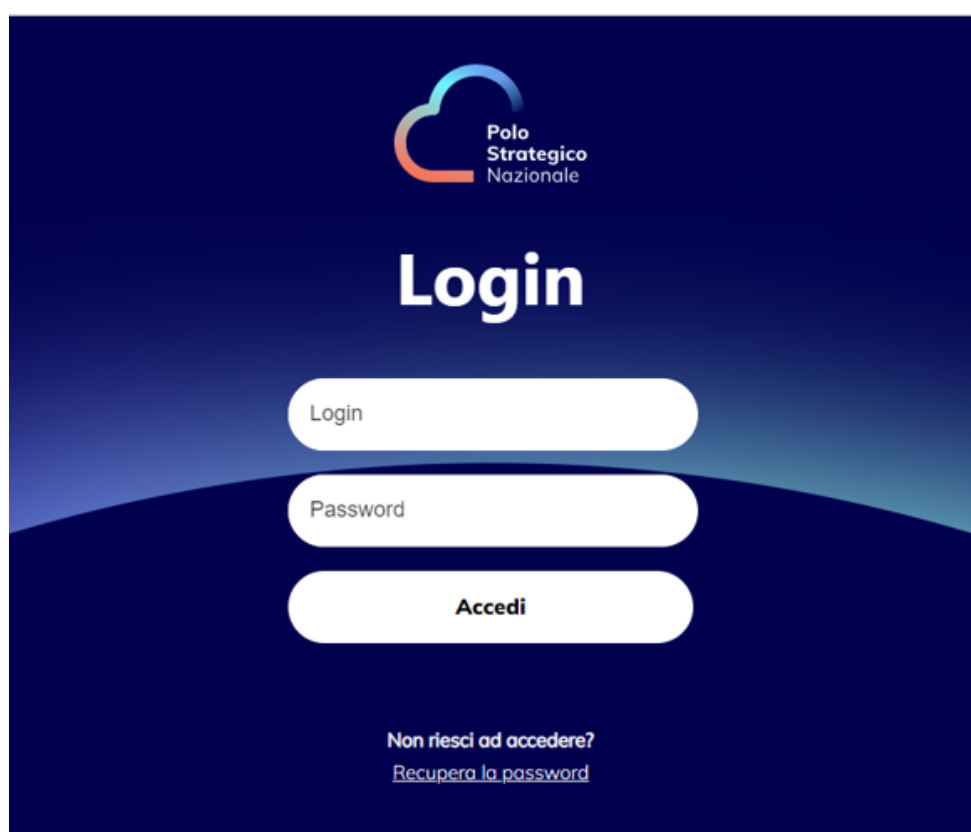 Polo
Strategico
Nazionale
Login
Login
Password
Accedi
Non riesci ad accedere?
Recupera la password